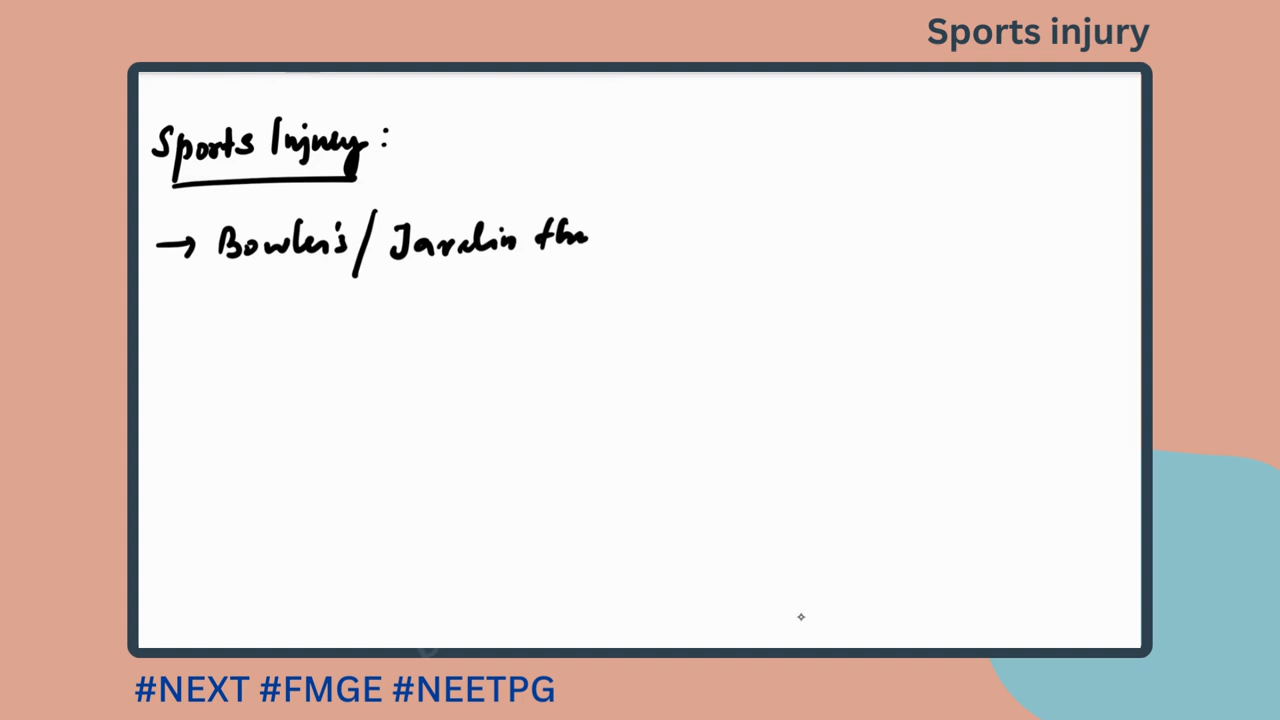 Sports injury
Sports Injury :
→ Bowler's / Javelin thr
#NEXT #FMGE #NEETPG